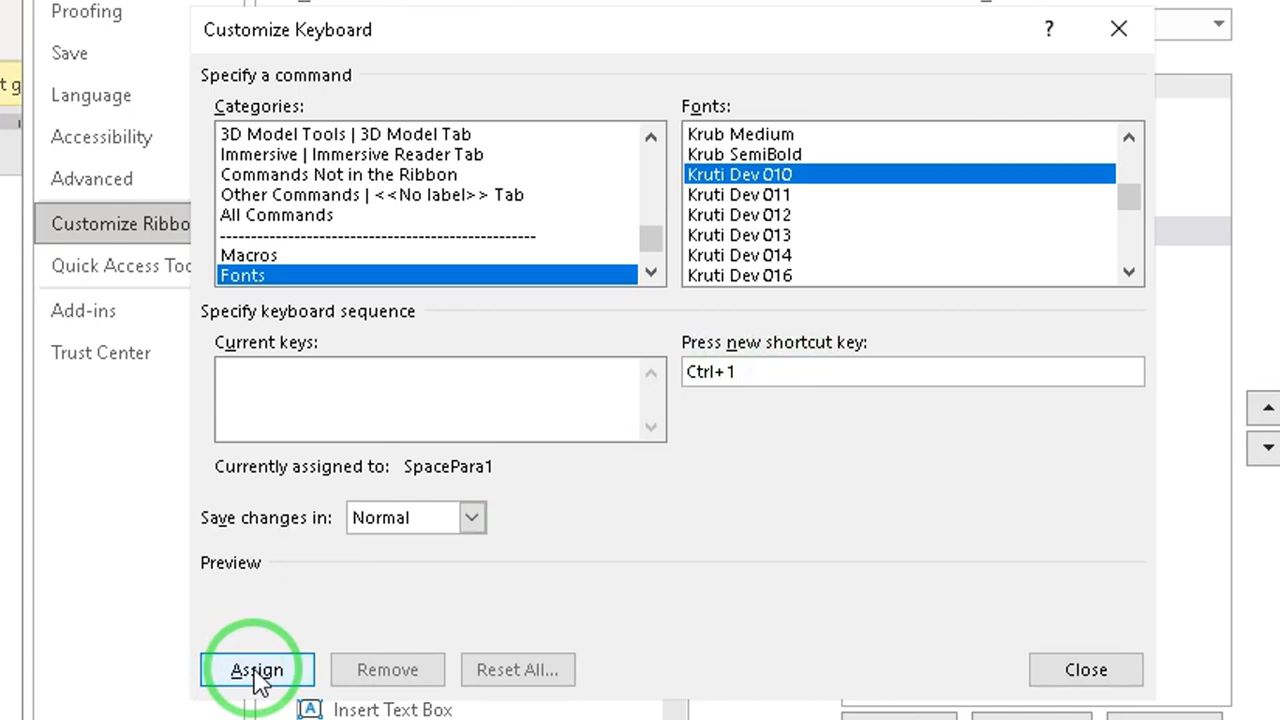 Proofing
Save
Language
Accessibility
Advanced
Customize Ribbo
Quick Access Too
Add-ins
Trust Center
t g
Customize Keyboard
?
Specify a command
Categories:
3D Model Tools | 3D Model Tab
Immersive | Immersive Reader Tab
Commands Not in the Ribbon
Other Commands | <<No label>> Tab
All Commands
------------------------------------------------
Macros
Fonts
Fonts:
Krub Medium
Krub SemiBold
Kruti Dev 010
Kruti Dev 011
Kruti Dev 012
Kruti Dev 013
Kruti Dev 014
Kruti Dev 016
Specify keyboard sequence
Current keys:
Press new shortcut key:
Ctrl+1
Currently assigned to: SpacePara1
Save changes in: Normal
Preview
Assign
Remove
Reset All...
Close
A
Insert Text Box